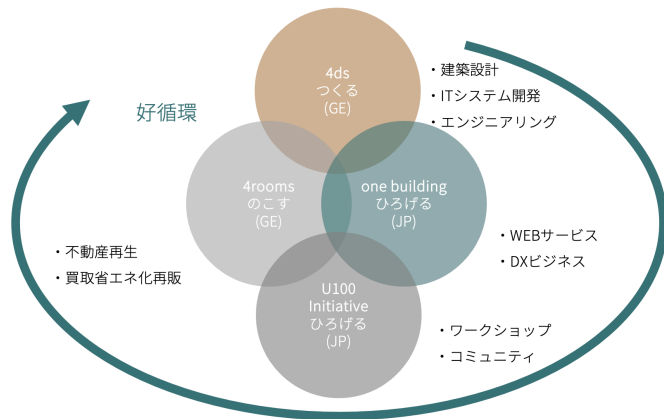 4ds
つくる
(GE)
・建築設計
・ITシステム開発
・エンジニアリング
好循環
4rooms
のこす
(GE)
one building
ひろげる
(JP)
・WEBサービス
・DXビジネス
・不動産再生
・買取省エネ化再販
U100
Initiative
ひろげる
(JP)
・ワークショップ
・コミュニティ